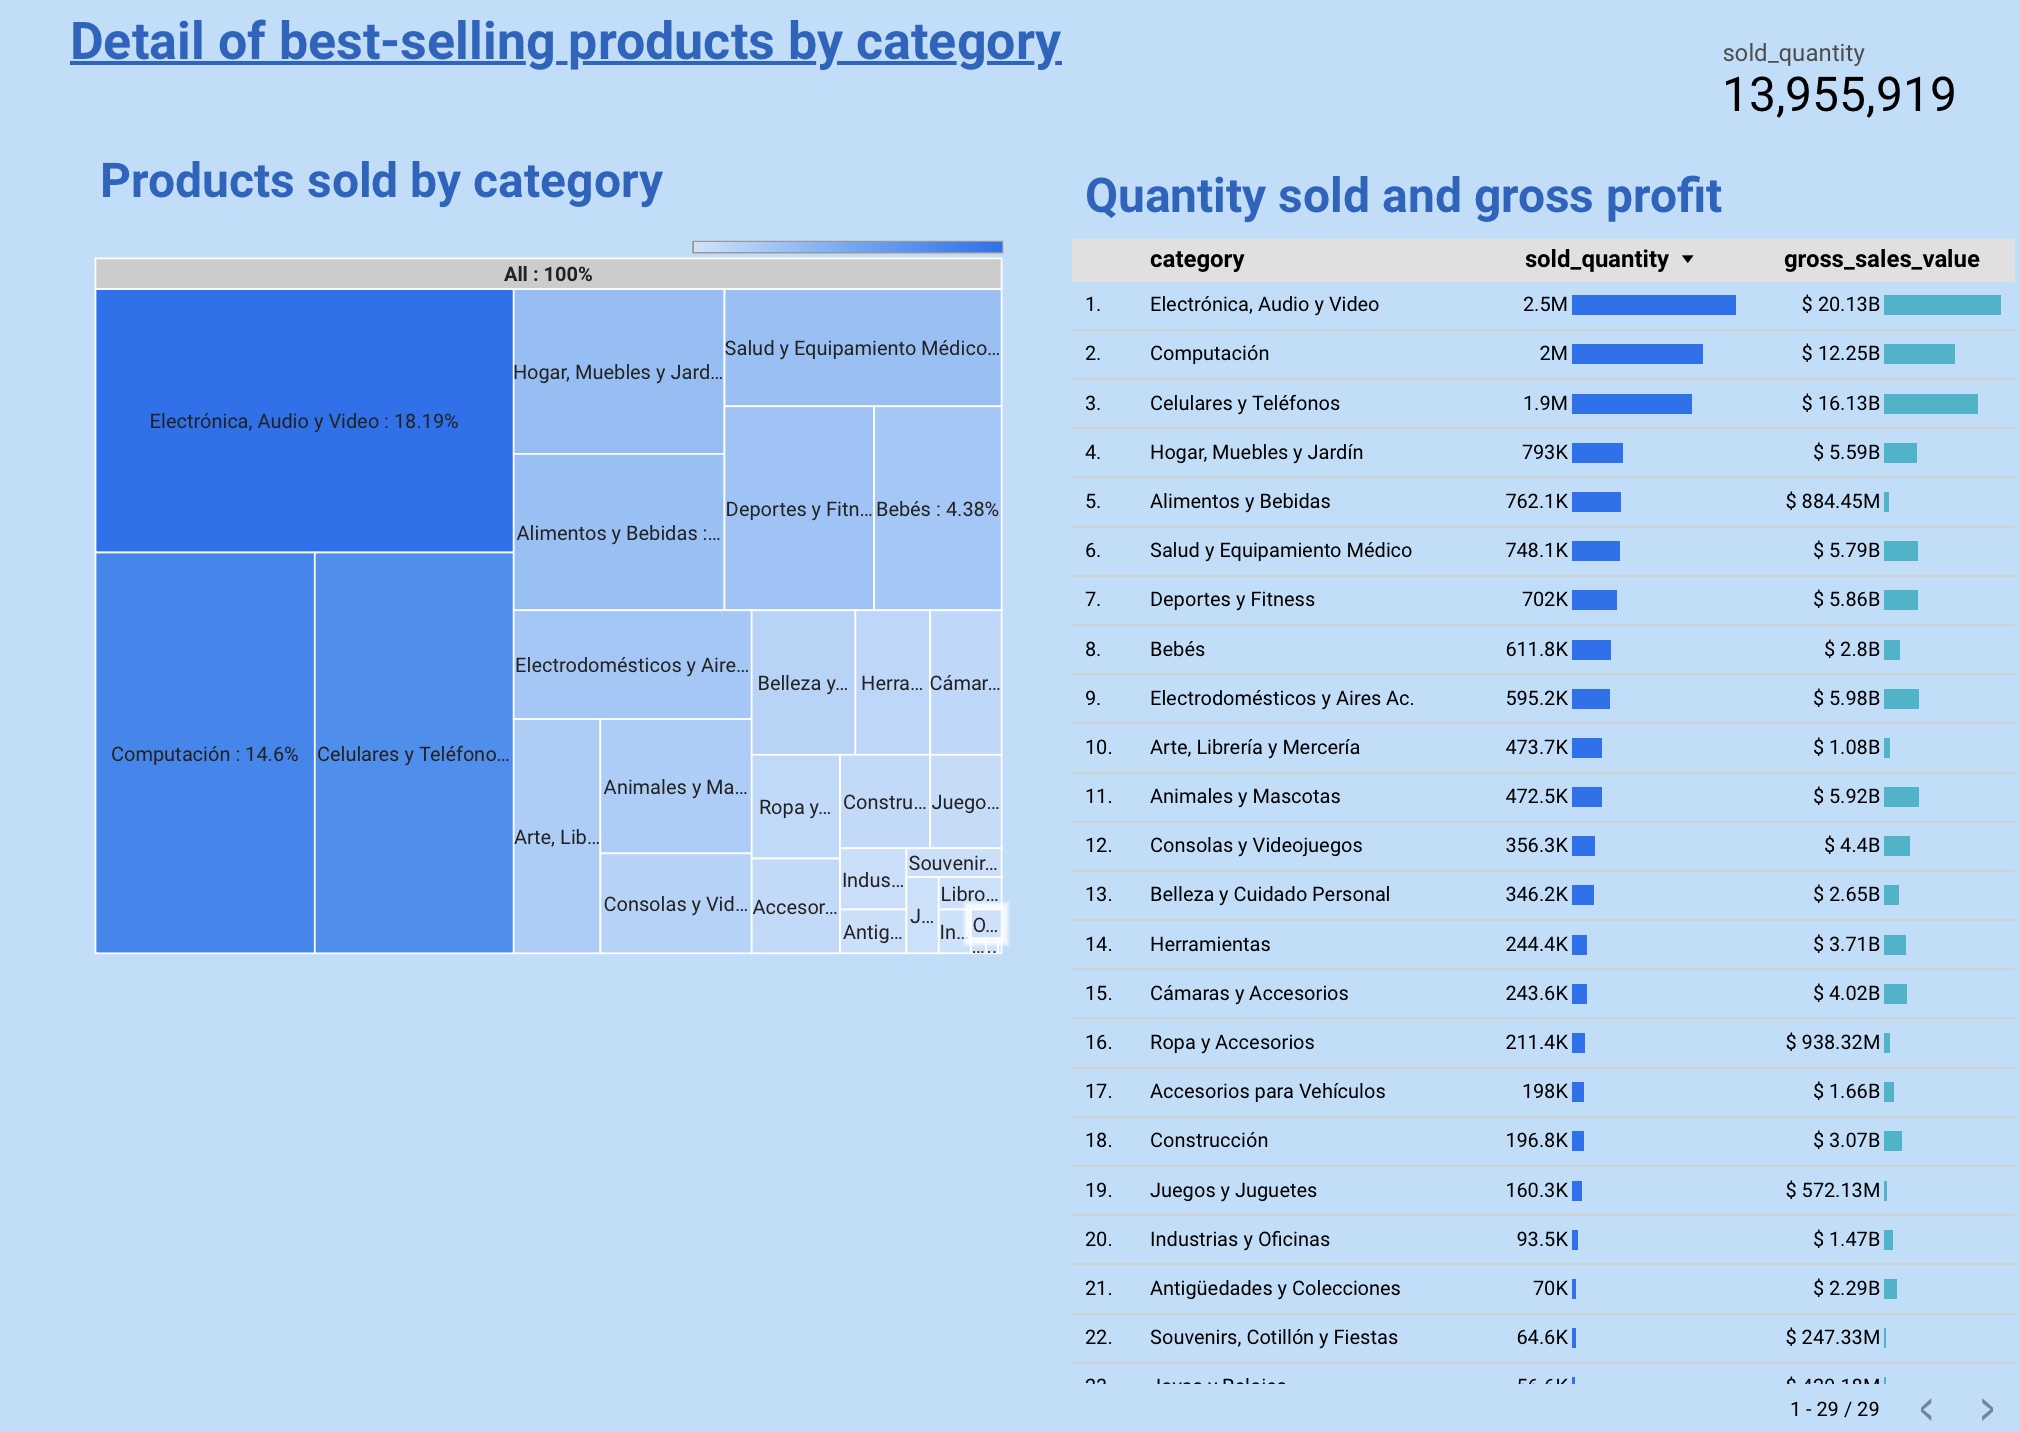 Detail of best-selling products by category
sold_quantity
13,955,919
Products sold by category
All : 100%
Electrónica, Audio y Video : 18.19%
Hogar, Muebles y Jard...
Salud y Equipamiento Médico...
Alimentos y Bebidas :...
Deportes y Fitn...
Bebés : 4.38%
Computación : 14.6%
Celulares y Teléfono...
Electrodomésticos y Aire...
Belleza y...
Herra...
Cámar...
Arte, Lib...
Animales y Ma...
Ropa y...
Constru...
Juego...
Consolas y Vid...
Accesor...
Indus...
Souvenir...
Libro...
Antig...
J...
In...
O...
Quantity sold and gross profit
category sold_quantity gross_sales_value
1. Electrónica, Audio y Video 2.5M $ 20.13B
2. Computación 2M $ 12.25B
3. Celulares y Teléfonos 1.9M $ 16.13B
4. Hogar, Muebles y Jardín 793K $ 5.59B
5. Alimentos y Bebidas 762.1K $ 884.45M
6. Salud y Equipamiento Médico 748.1K $ 5.79B
7. Deportes y Fitness 702K $ 5.86B
8. Bebés 611.8K $ 2.8B
9. Electrodomésticos y Aires Ac. 595.2K $ 5.98B
10. Arte, Librería y Mercería 473.7K $ 1.08B
11. Animales y Mascotas 472.5K $ 5.92B
12. Consolas y Videojuegos 356.3K $ 4.4B
13. Belleza y Cuidado Personal 346.2K $ 2.65B
14. Herramientas 244.4K $ 3.71B
15. Cámaras y Accesorios 243.6K $ 4.02B
16. Ropa y Accesorios 211.4K $ 938.32M
17. Accesorios para Vehículos 198K $ 1.66B
18. Construcción 196.8K $ 3.07B
19. Juegos y Juguetes 160.3K $ 572.13M
20. Industrias y Oficinas 93.5K $ 1.47B
21. Antigüedades y Colecciones 70K $ 2.29B
22. Souvenirs, Cotillón y Fiestas 64.6K $ 247.33M
1 - 29 / 29